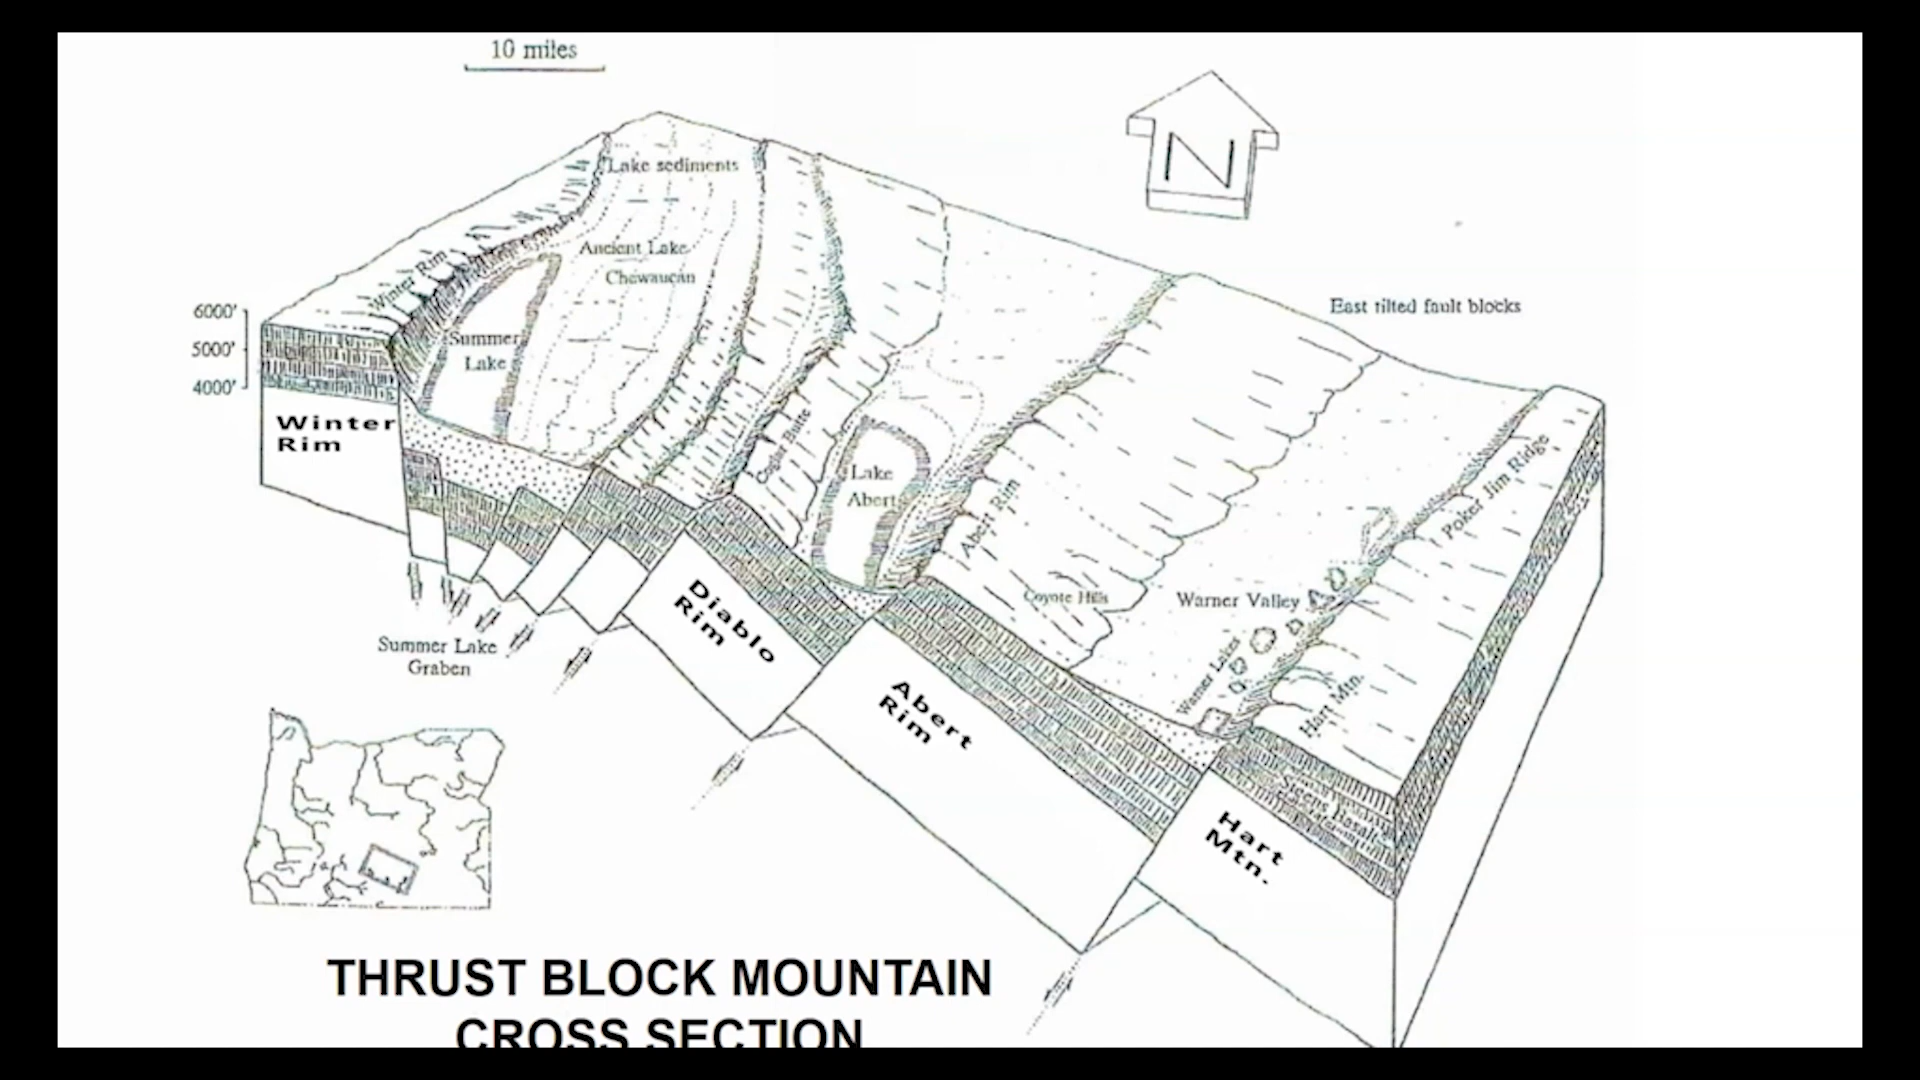 10 miles
N
Lake sediments
Ancient Lake
Chewaucan
Winter Rim
East tilted fault blocks
6000'
5000'
4000'
Summer
Lake
Winter
Rim
Coglan Butte
Lake
Abert
Abert Rim
Poker Jim Ridge
Coyote Hills
Warner Valley
Warner Lakes
Hart Mtn.
Diablo
Rim
Summer Lake
Graben
Abert
Rim
Steens Basalt
Hart
Mtn.
THRUST BLOCK MOUNTAIN
CROSS SECTION